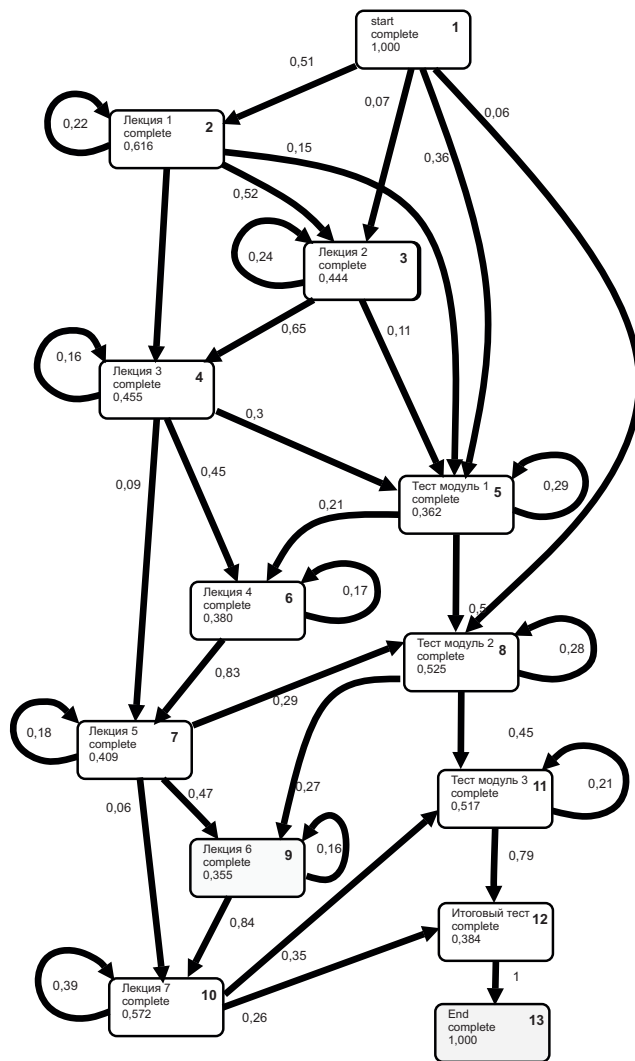 start 1
complete
1,000
0,51
0,07
0,06
0,36
0,22
Лекция 1
complete 2
0,616
0,15
0,52
0,24
Лекция 2 3
complete
0,444
0,65
0,11
0,16
Лекция 3
complete 4
0,455
0,3
0,09
0,45
0,21
Тест модуль 1
complete 5
0,362
0,29
Лекция 4
complete 6
0,380
0,17
0,5
Тест модуль 2
complete 8
0,525
0,28
0,83
0,29
0,18
Лекция 5
complete 7
0,409
0,45
0,06
0,47
0,27
Тест модуль 3 11
complete
0,517
0,21
Лекция 6 9
complete
0,355
0,16
0,79
0,84
0,35
Итоговый тест 12
complete
0,384
0,39
Лекция 7
complete 10
0,572
0,26
1
End 13
complete
1,000